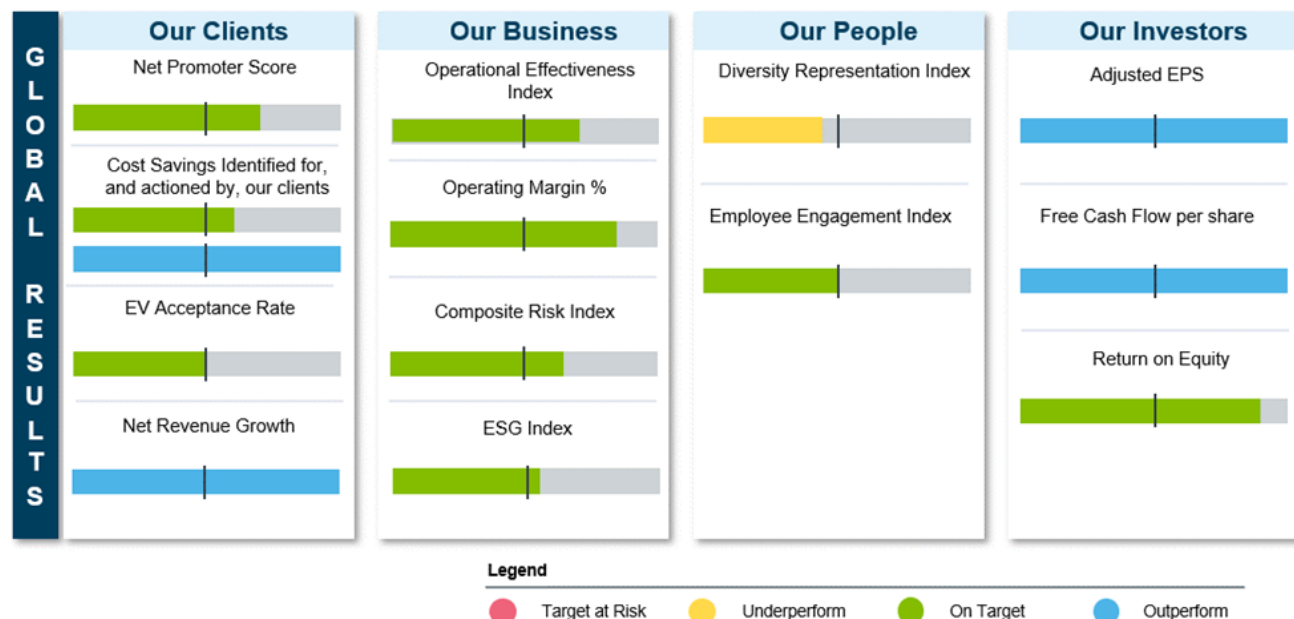 GLOBAL RESULTS
Our Clients
Net Promoter Score
Cost Savings Identified for,
and actioned by, our clients
EV Acceptance Rate
Net Revenue Growth
Our Business
Operational Effectiveness
Index
Operating Margin %
Composite Risk Index
ESG Index
Our People
Diversity Representation Index
Employee Engagement Index
Our Investors
Adjusted EPS
Free Cash Flow per share
Return on Equity
Legend
Target at Risk
Underperform
On Target
Outperform